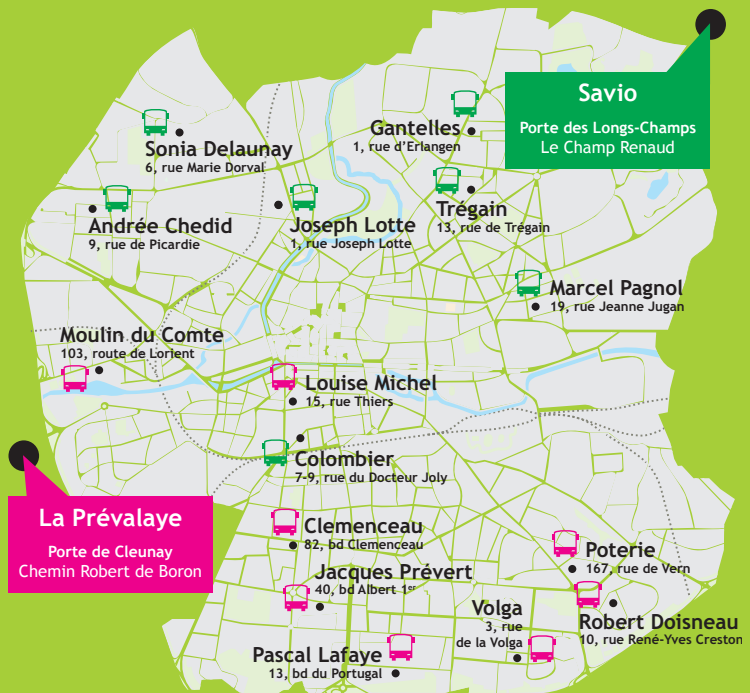 Savio
Porte des Longs-Champs
Le Champ Renaud
Gantelles
1, rue d'Erlangen
Sonia Delaunay
6, rue Marie Dorval
Trégain
13, rue de Trégain
Andrée Chedid
9, rue de Picardie
Joseph Lotte
1, rue Joseph Lotte
Marcel Pagnol
19, rue Jeanne Jugan
Moulin du Comte
103, route de Lorient
Louise Michel
15, rue Thiers
Colombier
7-9, rue du Docteur Joly
La Prévalaye
Porte de Cleunay
Chemin Robert de Boron
Clemenceau
82, bd Clemenceau
Poterie
167, rue de Vern
Jacques Prévert
40, bd Albert 1er
Volga
3, rue
de la Volga
Robert Doisneau
10, rue René-Yves Creston
Pascal Lafaye
13, bd du Portugal